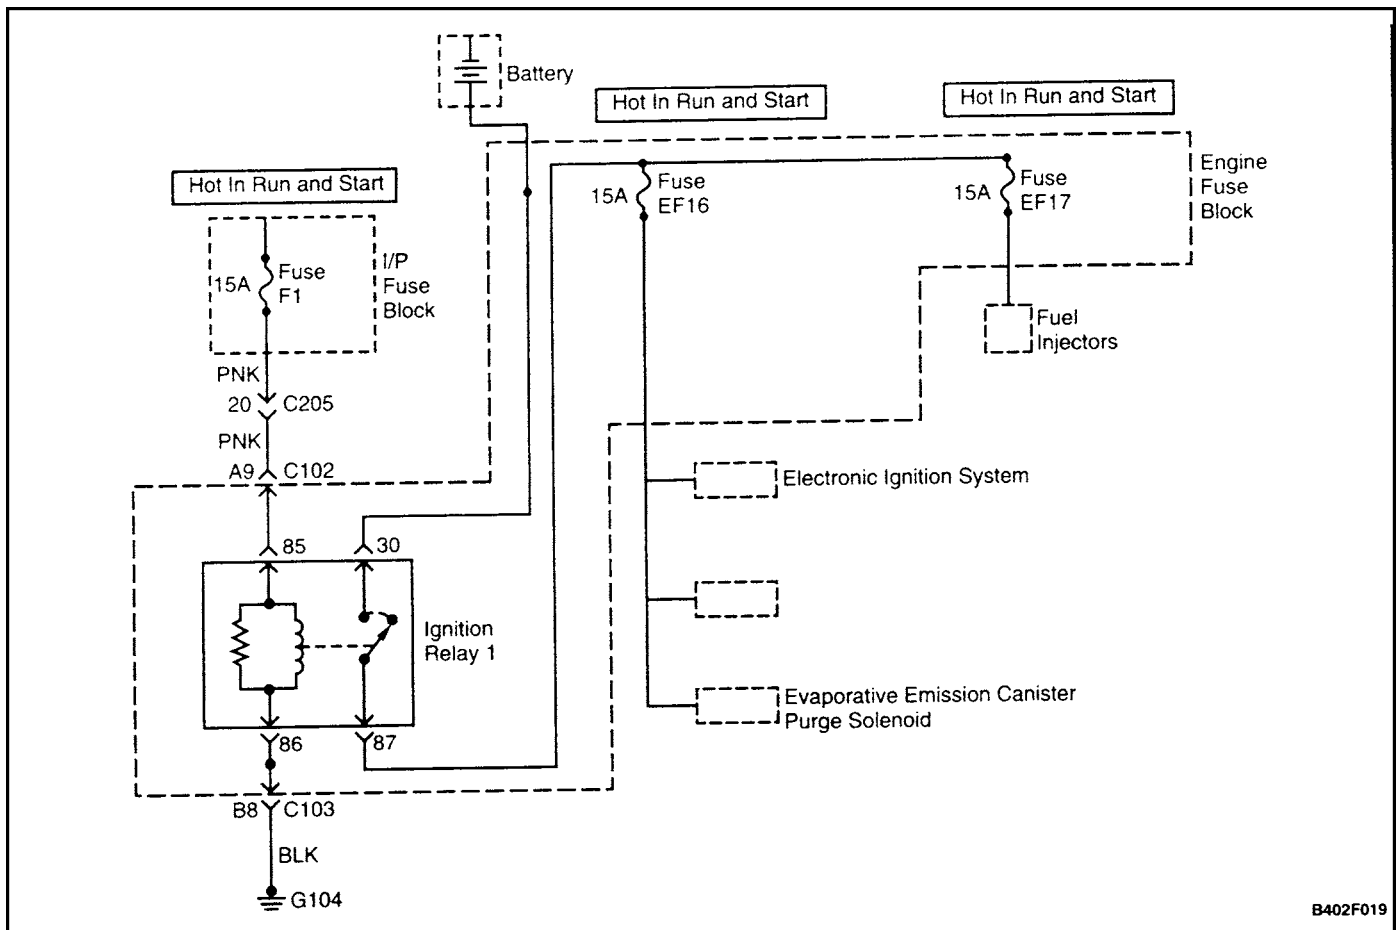 Battery
Hot In Run and Start
Hot In Run and Start
Hot In Run and Start
15A
Fuse
EF16
15A
Fuse
EF17
Engine
Fuse
Block
15A
Fuse
F1
I/P
Fuse
Block
Fuel
Injectors
PNK
20
C205
PNK
A9
C102
Electronic Ignition System
85
30
Ignition
Relay 1
Evaporative Emission Canister
Purge Solenoid
86
87
B8
C103
BLK
G104
B402F019